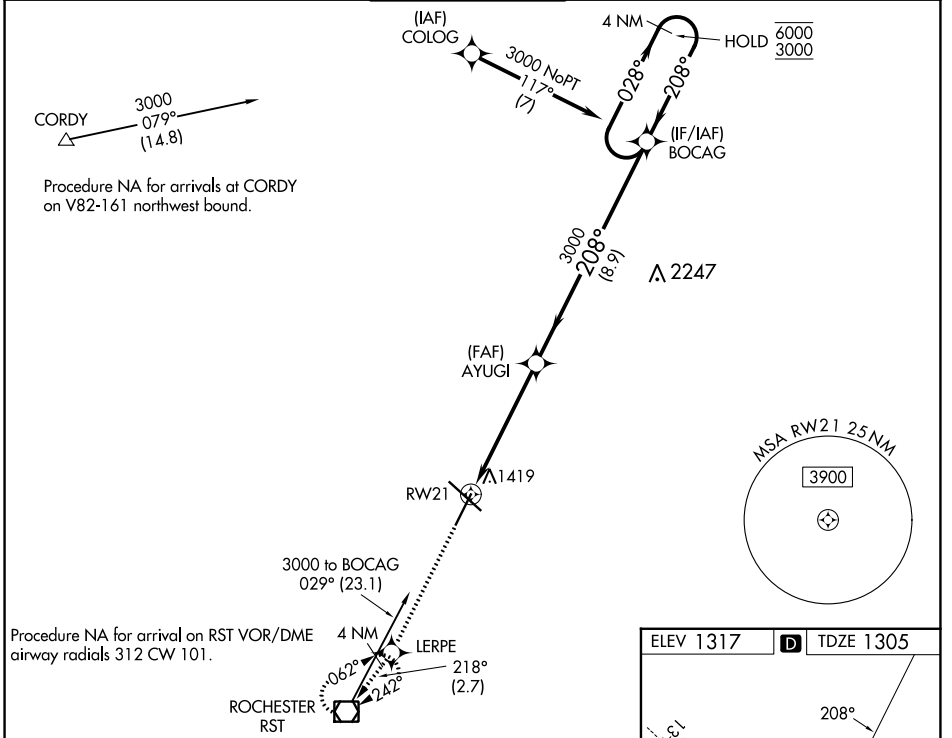 (IAF)
COLOG
3000 NoPT
117°
(7)
4 NM
HOLD 6000
3000
028°
208°
(IF/IAF)
BOCAG
CORDY
3000
079°
(14.8)
Procedure NA for arrivals at CORDY
on V82-161 northwest bound.
3000
208°
(8.9)
2247
(FAF)
AYUGI
MSA RW21 25 NM
3900
RW21
1419
3000 to BOCAG
029° (23.1)
Procedure NA for arrival on RST VOR/DME
airway radials 312 CW 101.
4 NM
LERPE
062°
242°
218°
(2.7)
ROCHESTER
RST
ELEV 1317
D
TDZE 1305
208°